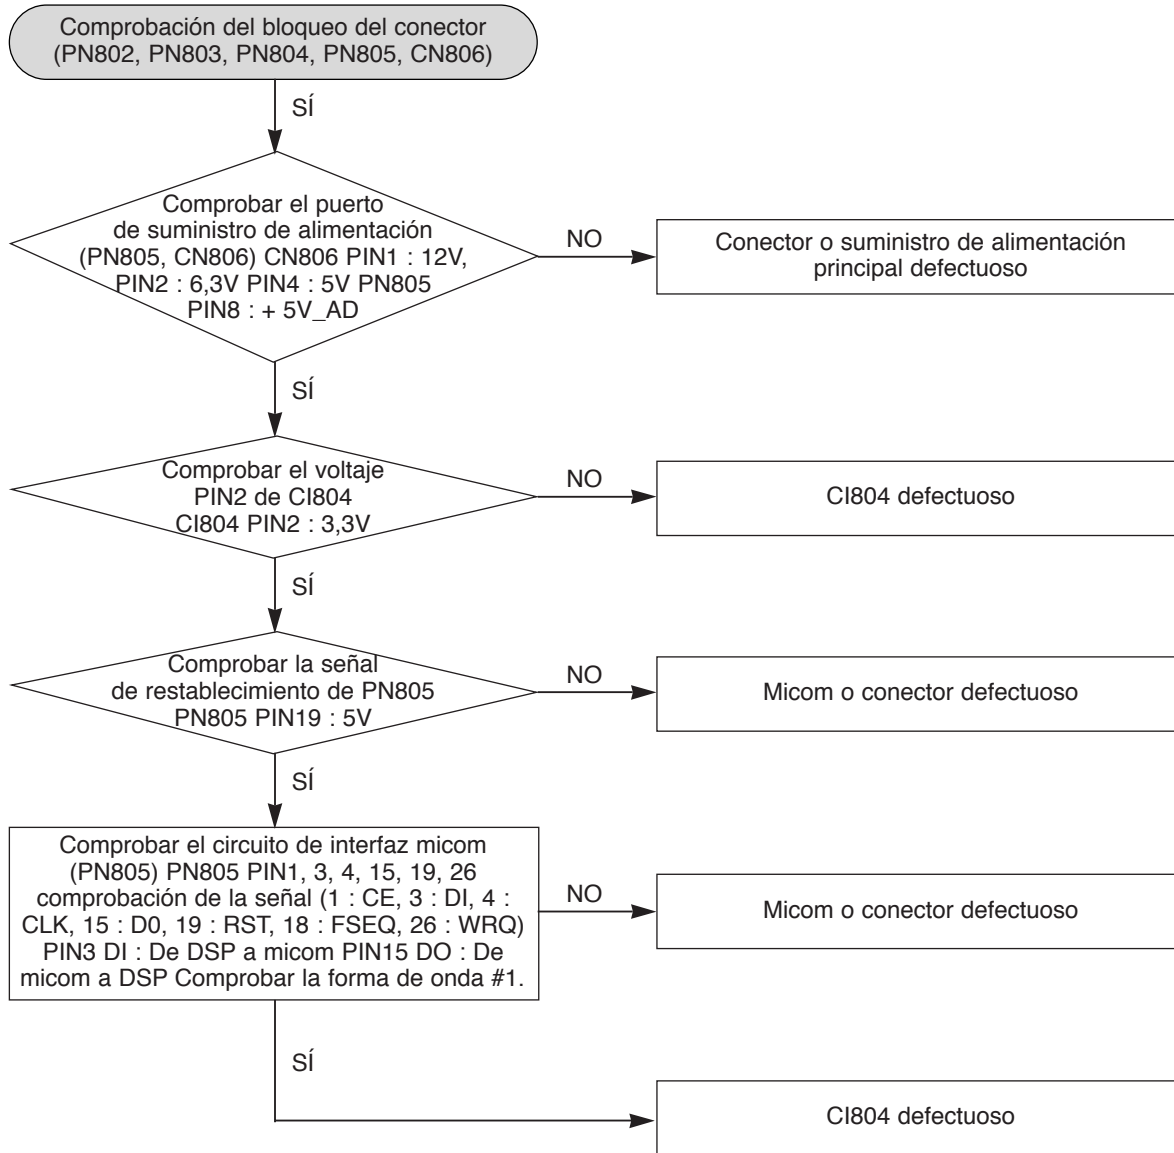 Comprobación del bloqueo del conector
(PN802, PN803, PN804, PN805, CN806)
SÍ
Comprobar el puerto
de suministro de alimentación
(PN805, CN806) CN806 PIN1 : 12V,
PIN2 : 6,3V PIN4 : 5V PN805
PIN8 : + 5V_AD
NO
Conector o suministro de alimentación
principal defectuoso
SÍ
Comprobar el voltaje
PIN2 de CI804
CI804 PIN2 : 3,3V
NO
CI804 defectuoso
SÍ
Comprobar la señal
de restablecimiento de PN805
PN805 PIN19 : 5V
NO
Micom o conector defectuoso
SÍ
Comprobar el circuito de interfaz micom
(PN805) PN805 PIN1, 3, 4, 15, 19, 26
comprobación de la señal (1 : CE, 3 : DI, 4 :
CLK, 15 : D0, 19 : RST, 18 : FSEQ, 26 : WRQ)
PIN3 DI : De DSP a micom PIN15 DO : De
micom a DSP Comprobar la forma de onda #1.
NO
Micom o conector defectuoso
SÍ
CI804 defectuoso